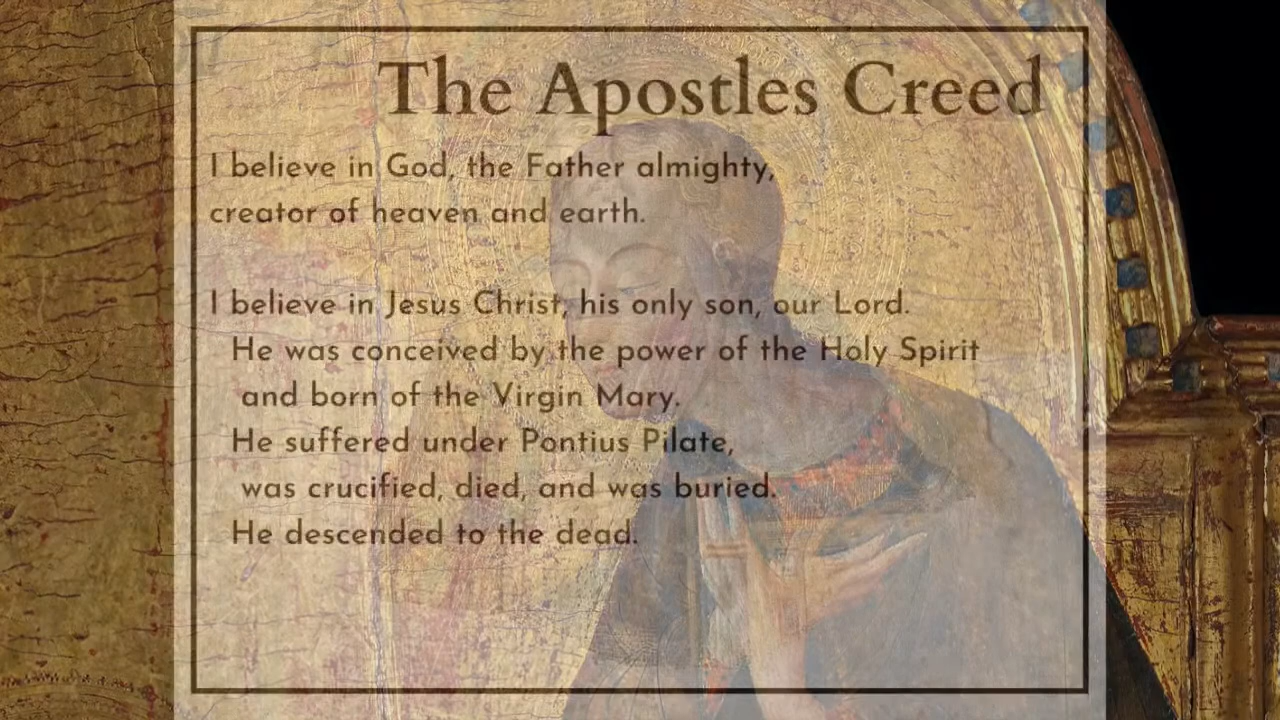 The Apostles Creed
I believe in God, the Father almighty,
creator of heaven and earth.
I believe in Jesus Christ, his only son, our Lord.
He was conceived by the power of the Holy Spirit
and born of the Virgin Mary.
He suffered under Pontius Pilate,
was crucified, died, and was buried.
He descended to the dead.